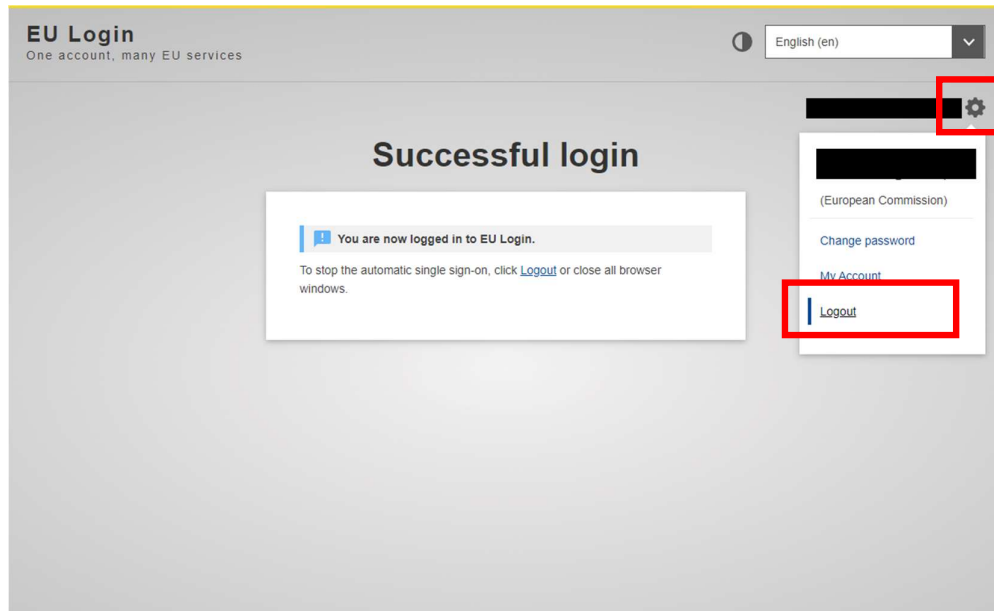 EU Login
One account, many EU services
English (en)
Successful login
You are now logged in to EU Login.
To stop the automatic single sign-on, click Logout or close all browser
windows.
(European Commission)
Change password
My Account
Logout